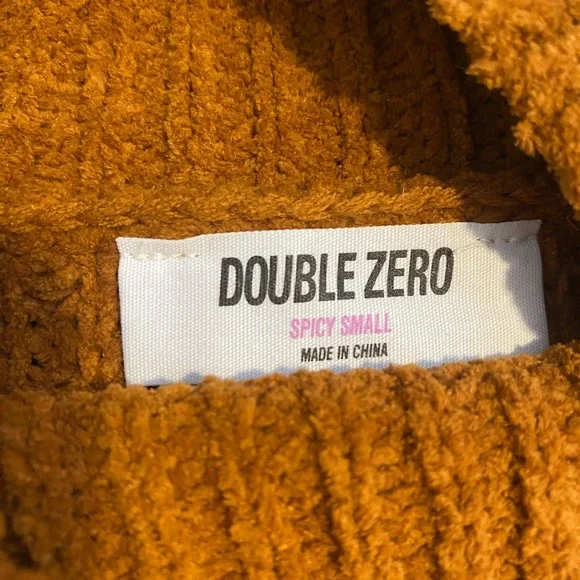 DOUBLE ZERO
SPICY SMALL
MADE IN CHINA